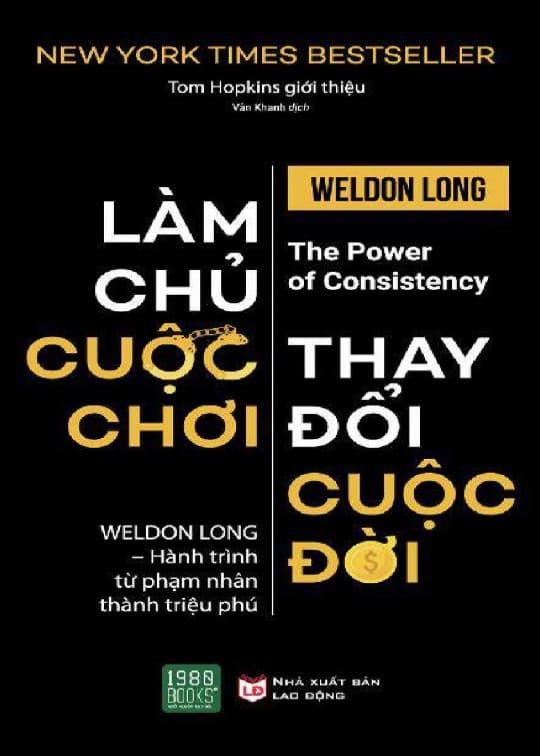 NEW YORK TIMES BESTSELLER
Tom Hopkins giới thiệu
Vân Khanh dịch
LÀM
CHỦ
CUỘC
CHƠI
WELDON LONG
– Hành trình
từ phạm nhân
thành triệu phú
WELDON LONG
The Power
of Consistency
THAY
ĐỔI
CUỘC
ĐỜI
1980
BOOKS
NHÀ XUẤT BẢN
LAO ĐỘNG